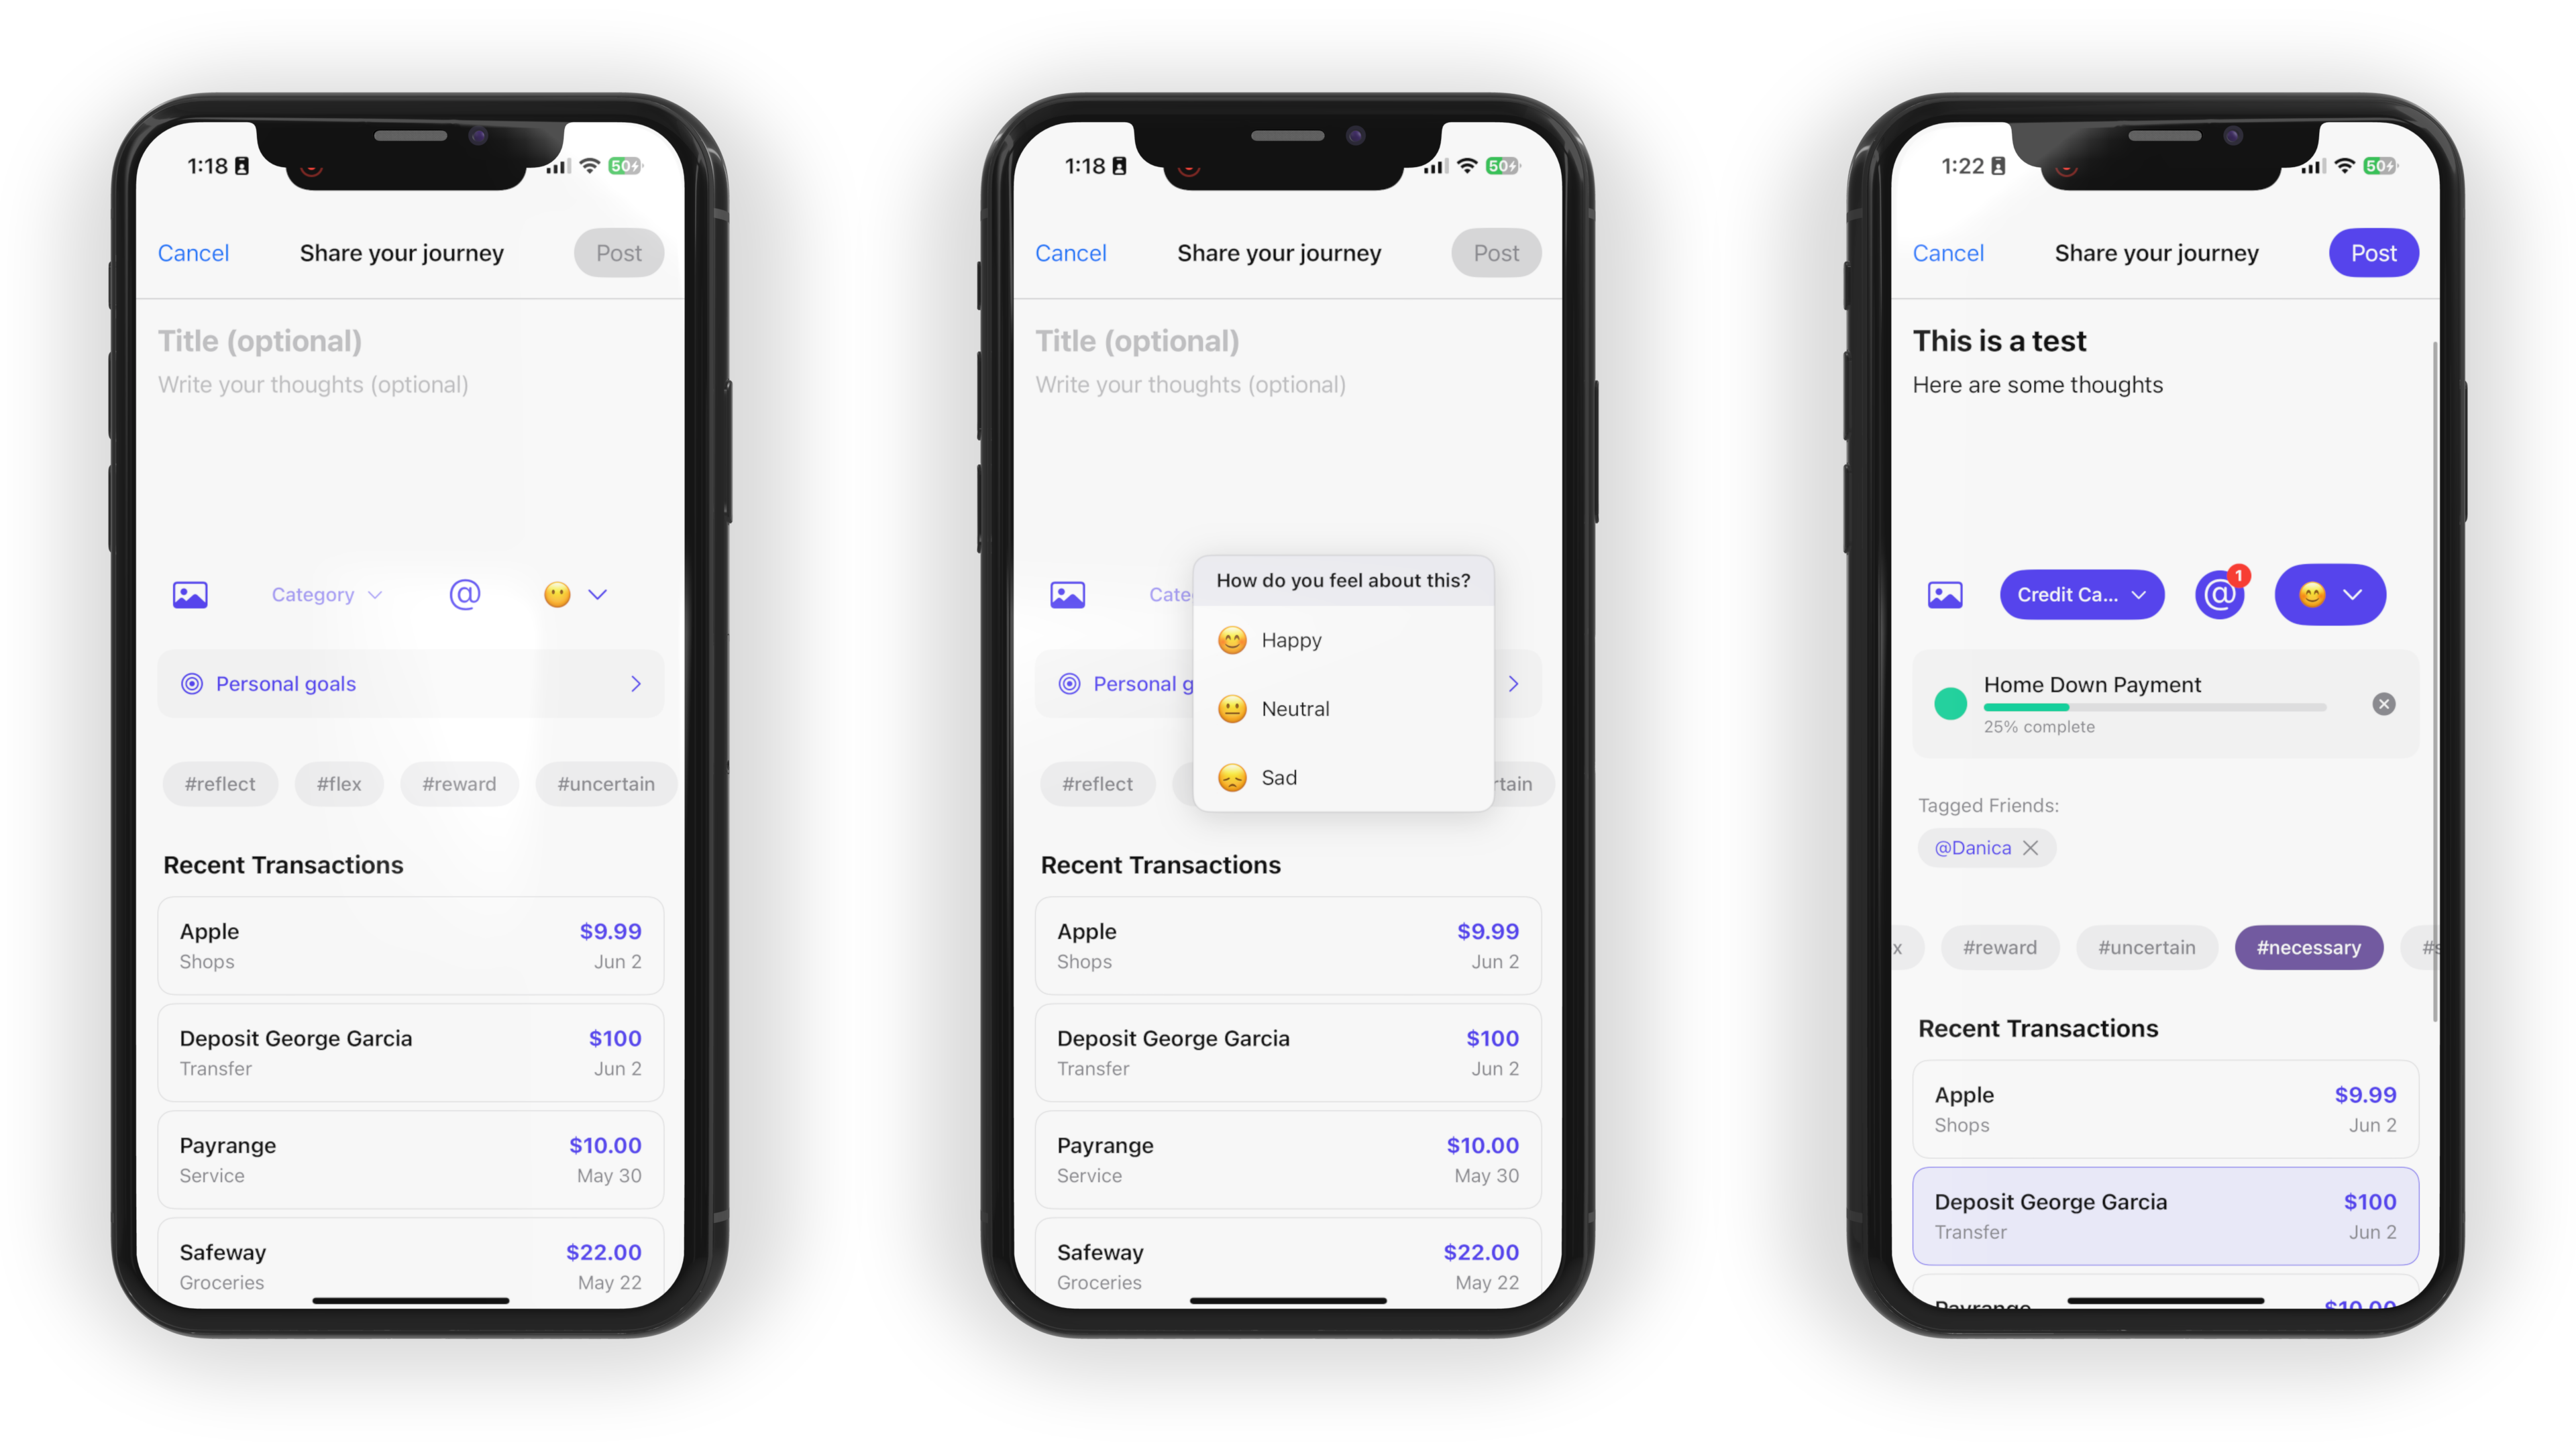 1:18
50
Cancel
Share your journey
Post
Title (optional)
Write your thoughts (optional)
Category
@
Personal goals
#reflect
#flex
#reward
#uncertain
Recent Transactions
Apple
$9.99
Shops
Jun 2
Deposit George Garcia
$100
Transfer
Jun 2
Payrange
$10.00
Service
May 30
Safeway
$22.00
Groceries
May 22
1:18
50
Cancel
Share your journey
Post
Title (optional)
Write your thoughts (optional)
Cate
How do you feel about this?
Happy
Neutral
Sad
Personal g
#reflect
rtain
Recent Transactions
Apple
$9.99
Shops
Jun 2
Deposit George Garcia
$100
Transfer
Jun 2
Payrange
$10.00
Service
May 30
Safeway
$22.00
Groceries
May 22
1:22
50
Cancel
Share your journey
Post
This is a test
Here are some thoughts
Credit Ca...
@
1
Home Down Payment
25% complete
Tagged Friends:
@Danica
x
#reward
#uncertain
#necessary
#s
Recent Transactions
Apple
$9.99
Shops
Jun 2
Deposit George Garcia
$100
Transfer
Jun 2
Payrange
$10.00